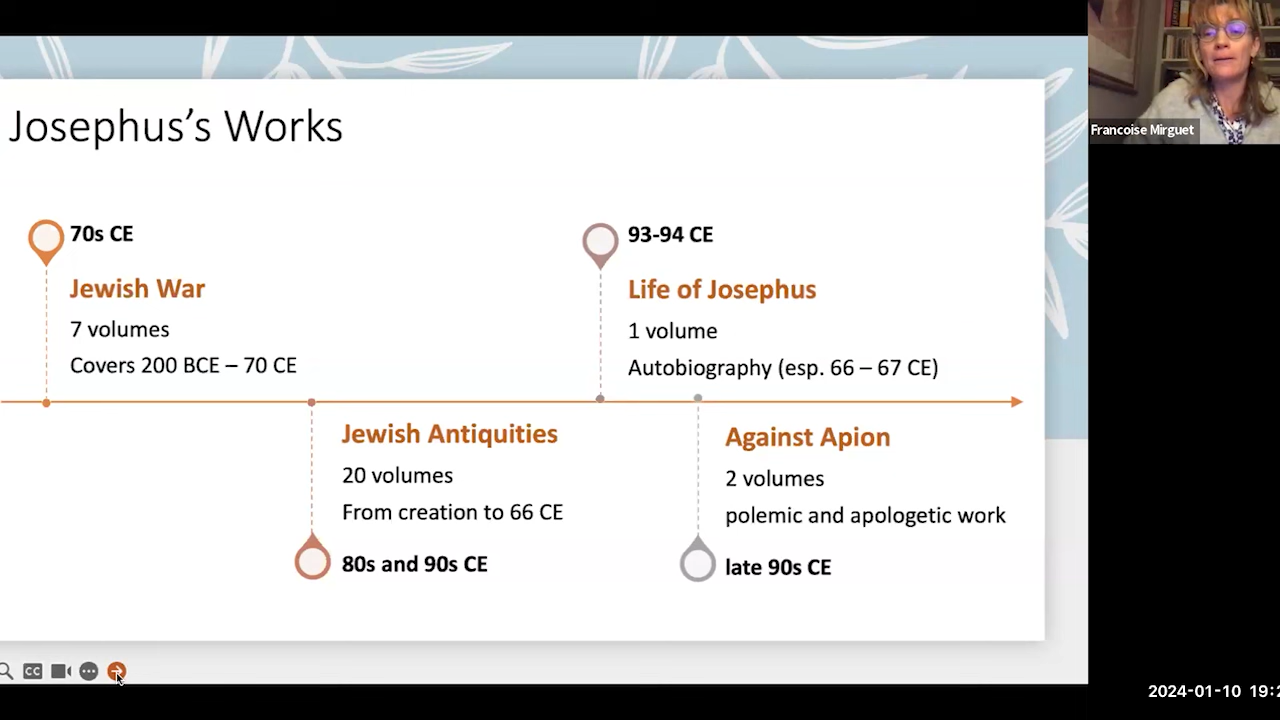 Josephus's Works
70s CE
Jewish War
7 volumes
Covers 200 BCE – 70 CE
93-94 CE
Life of Josephus
1 volume
Autobiography (esp. 66 – 67 CE)
Jewish Antiquities
20 volumes
From creation to 66 CE
80s and 90s CE
Against Apion
2 volumes
polemic and apologetic work
late 90s CE
CC
Francoise Mirguet
2024-01-10 19:2